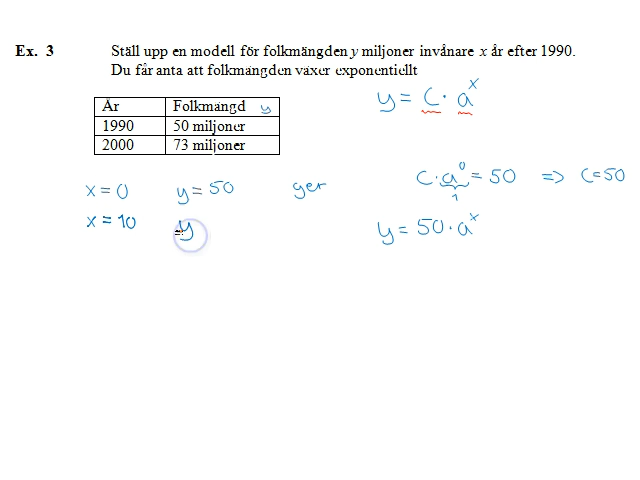 Ex. 3 Ställ upp en modell för folkmängden y miljoner invånare x år efter 1990.
Du får anta att folkmängden växer exponentiellt
y = C · a^x
År Folkmängd y
1990 50 miljoner
2000 73 miljoner
x = 0 y = 50 ger C · a^0 = 50 => C = 50
1
x = 10 y
y = 50 · a^x